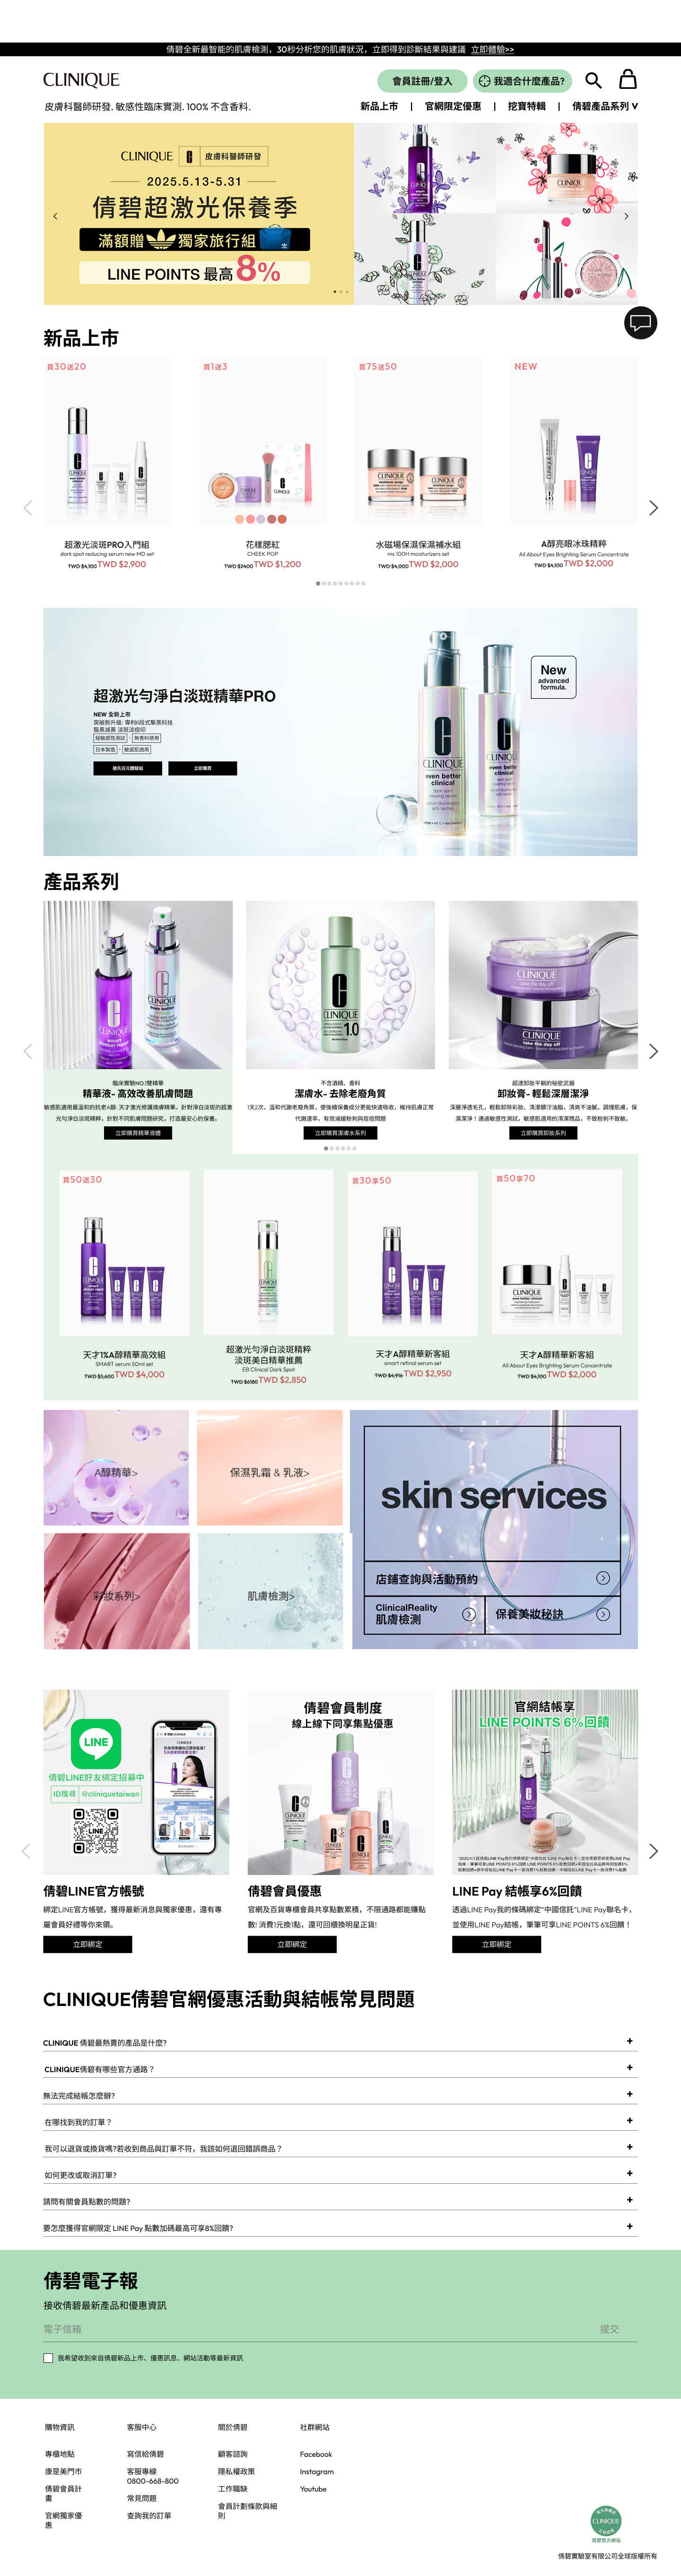 倩碧全新最智能的肌膚檢測，30秒分析您的肌膚狀況，立即得到診斷結果與建議 立即體驗>>
CLINIQUE
會員註冊/登入
我適合什麼產品?
皮膚科醫師研發. 敏感性臨床實測. 100% 不含香料.
新品上市 | 官網限定優惠 | 挖寶特輯 | 倩碧產品系列 V
CLINIQUE 皮膚科醫師研發
2025.5.13-5.31
倩碧超激光保養季
滿額贈 獨家旅行組
LINE POINTS 最高 8%
新品上市
買30送20
買1送3
買75送50
NEW
超激光淡斑PRO入門組
dark spot reducing serum new MD set
TWD $4,100 TWD $2,900
花樣腮紅
CHEEK POP
TWD $2400 TWD $1,200
水磁場保濕保濕補水組
ms 100H moisturizers set
TWD $4,000 TWD $2,000
A醇亮眼冰珠精粹
All About Eyes Brighting Serum Concentrate
TWD $4,100 TWD $2,000
超激光勻淨白淡斑精華PRO
NEW 全新上市
突破新升級: 專利6段式擊黑科技
驅黑減黃 淡斑淡痘印
經敏感性測試 · 無香料使用
日本製造 · 敏感肌適用
立即購買
New
advanced
formula.
CLINIQUE
even better
clinical
產品系列
精華液- 高效改善肌膚問題
敏感肌適用最溫和的抗老A醇. 天才激光修護煥膚精華。針對淨白淡斑的超激
光勻淨白淡斑精粹，針對不同肌膚問題研究，打造最安心的保養。
立即購買精華液體
不含酒精、香料
潔膚水- 去除老廢角質
1天2次，溫和代謝老廢角質，使後續保養成分更能快速吸收，維持肌膚正常
代謝速率，有效減緩粉刺與痘痘問題
立即購買潔膚水系列
超速卸妝平躺的秘密武器
卸妝膏- 輕鬆深層潔淨
深層淨透毛孔，輕鬆卸除彩妝、清潔髒汙油脂，清爽不油膩，調理肌膚，保
濕潔淨！通過敏感性測試，敏感肌適用的清潔商品，不致粉刺不致敏。
立即購買卸妝系列
買50送30
買30享50
買50享70
天才1%A醇精華高效組
SMART serum 50ml set
TWD $5,600 TWD $4,000
超激光勻淨白淡斑精粹
淡斑美白精華推薦
EB Clinical Dark Spot
TWD $6180 TWD $2,850
天才A醇精華新客組
smart retinol serum set
TWD $4,916 TWD $2,950
天才A醇精華新客組
All About Eyes Brighting Serum Concentrate
TWD $4,100 TWD $2,000
A醇精華>
保濕乳霜 & 乳液>
彩妝系列>
肌膚檢測>
skin services
店鋪查詢與活動預約
ClinicalReality
肌膚檢測
保養美妝秘訣
LINE
倩碧LINE好友綁定招募中
ID搜尋 @cliniquetaiwan
倩碧會員制度
線上線下同享集點優惠
官網結帳享
LINE POINTS 6%回饋
倩碧LINE官方帳號
綁定LINE官方帳號，獲得最新消息與獨家優惠，還有專
屬會員好禮等你來領。
立即綁定
倩碧會員優惠
官網及百貨專櫃會員共享點數累積，不限通路都能賺點
數! 消費1元換1點，還可回櫃換明星正貨!
立即綁定
LINE Pay 結帳享6%回饋
透過LINE Pay我的條碼綁定"中國信託"LINE Pay聯名卡，
並使用LINE Pay結帳，筆筆可享LINE POINTS 6%回饋！
立即綁定
CLINIQUE倩碧官網優惠活動與結帳常見問題
CLINIQUE 倩碧最熱賣的產品是什麼? +
CLINIQUE倩碧有哪些官方通路？ +
無法完成結帳怎麼辦? +
在哪找到我的訂單？ +
我可以退貨或換貨嗎?若收到商品與訂單不符，我該如何退回錯誤商品？ +
如何更改或取消訂單? +
請問有關會員點數的問題? +
要怎麼獲得官網限定 LINE Pay 點數加碼最高可享8%回饋? +
倩碧電子報
接收倩碧最新產品和優惠資訊
電子信箱 提交
我希望收到來自倩碧新品上市、優惠訊息、網站活動等最新資訊
購物資訊
專櫃地點
康是美門市
倩碧會員計
畫
官網獨家優
惠
客服中心
寫信給倩碧
客服專線
0800-668-800
常見問題
查詢我的訂單
關於倩碧
顧客諮詢
隱私權政策
工作職缺
會員計劃條款與細
則
社群網站
Facebook
Instagram
Youtube
CLINIQUE
倩碧官方網站
倩碧實驗室有限公司全球版權所有